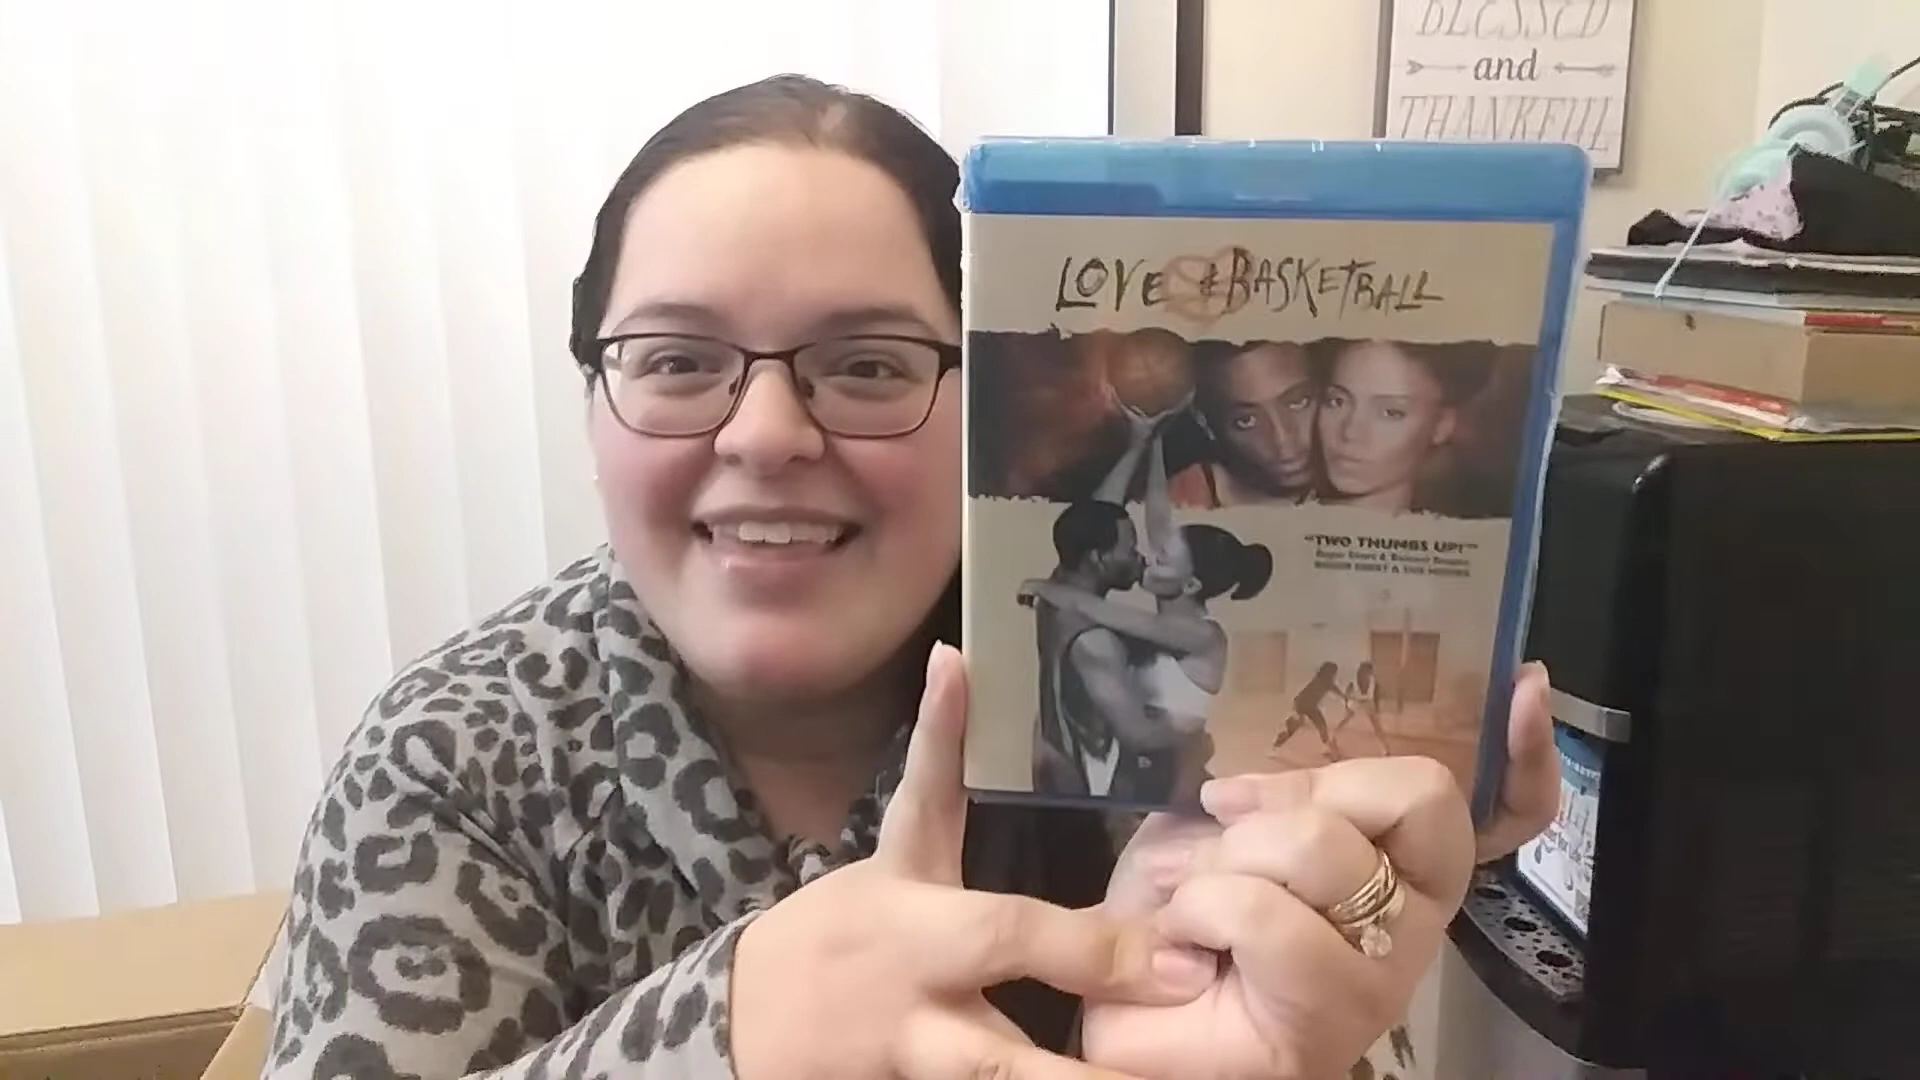 BLESSED
and
THANKFUL
LOVE & BASKETBALL
"TWO THUMBS UP!"